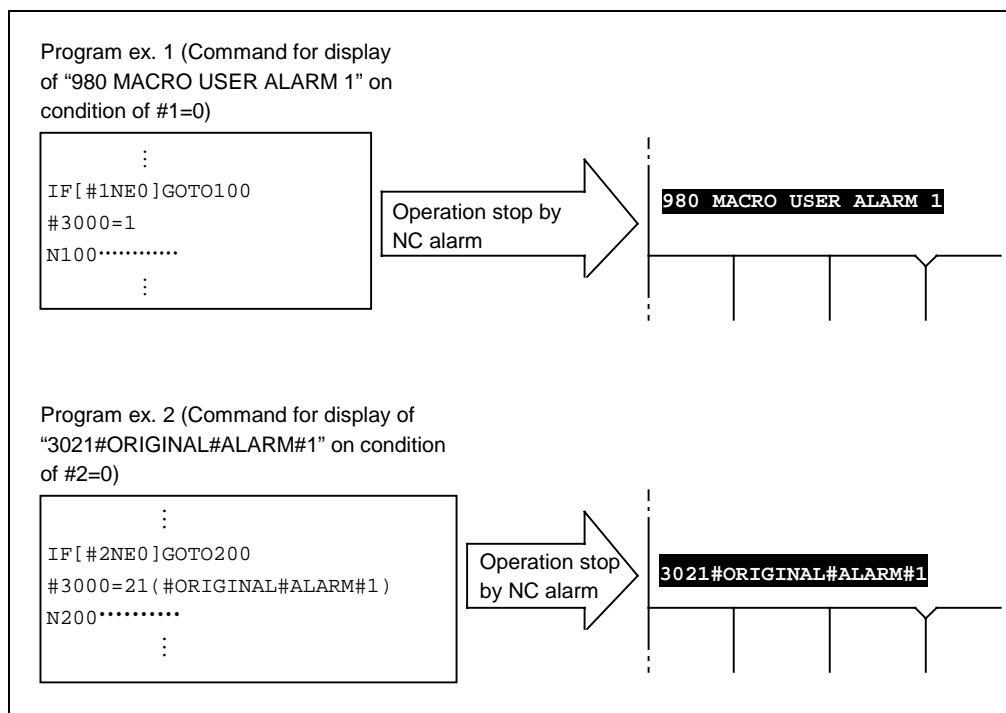 Program ex. 1 (Command for display
of “980 MACRO USER ALARM 1” on
condition of #1=0)
⋮
IF[#1NE0]GOTO100
#3000=1
N100············
⋮
Operation stop by
NC alarm
980 MACRO USER ALARM 1
Program ex. 2 (Command for display of
“3021#ORIGINAL#ALARM#1” on condition
of #2=0)
⋮
IF[#2NE0]GOTO200
#3000=21(#ORIGINAL#ALARM#1)
N200··········
⋮
Operation stop
by NC alarm
3021#ORIGINAL#ALARM#1